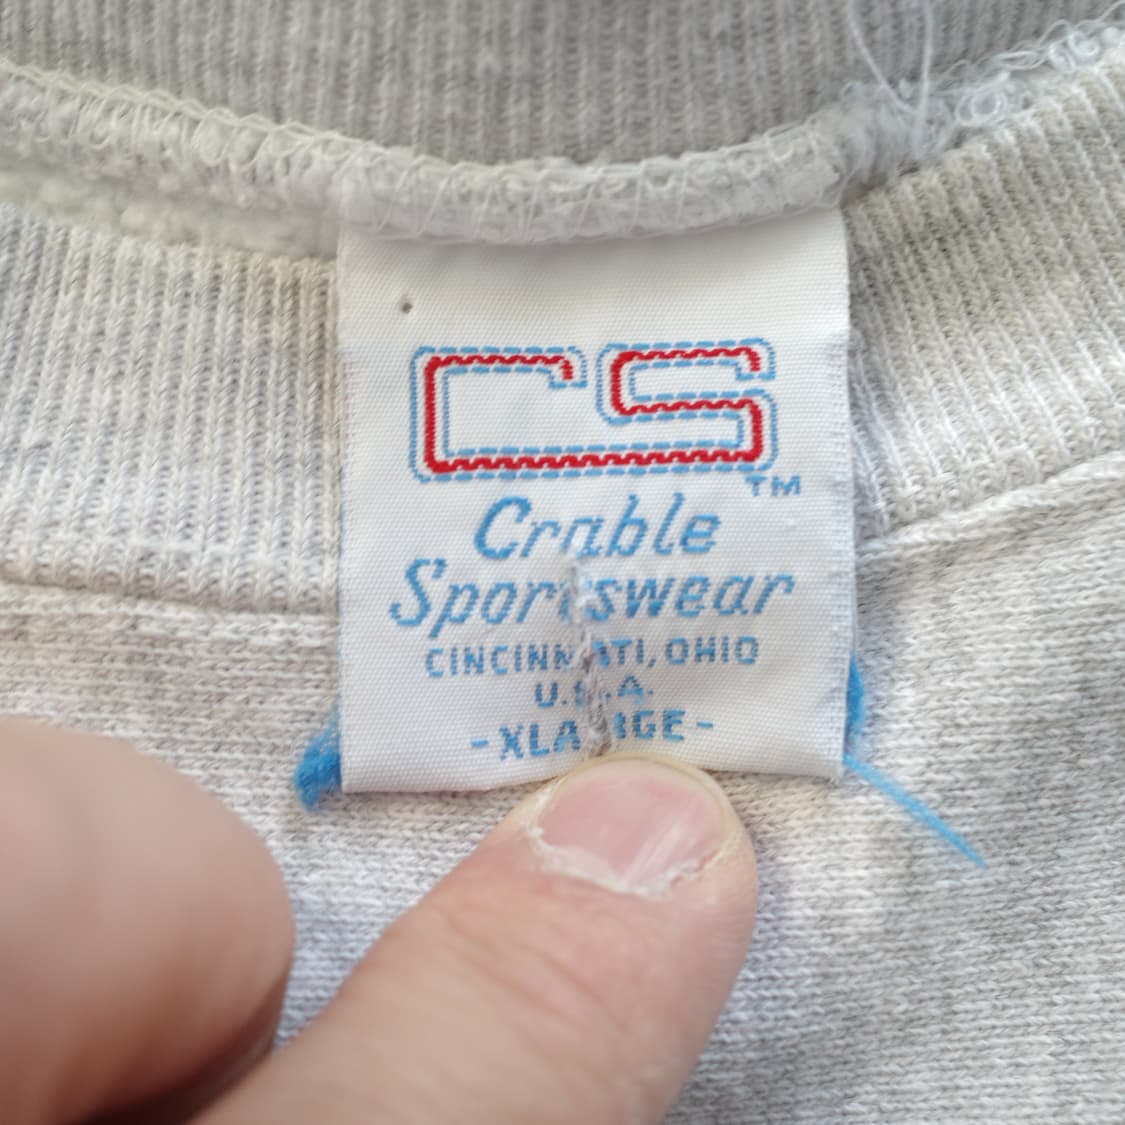 CS
TM
Crable
Sportswear
CINCINNATI, OHIO
U.S.A.
-XLARGE-